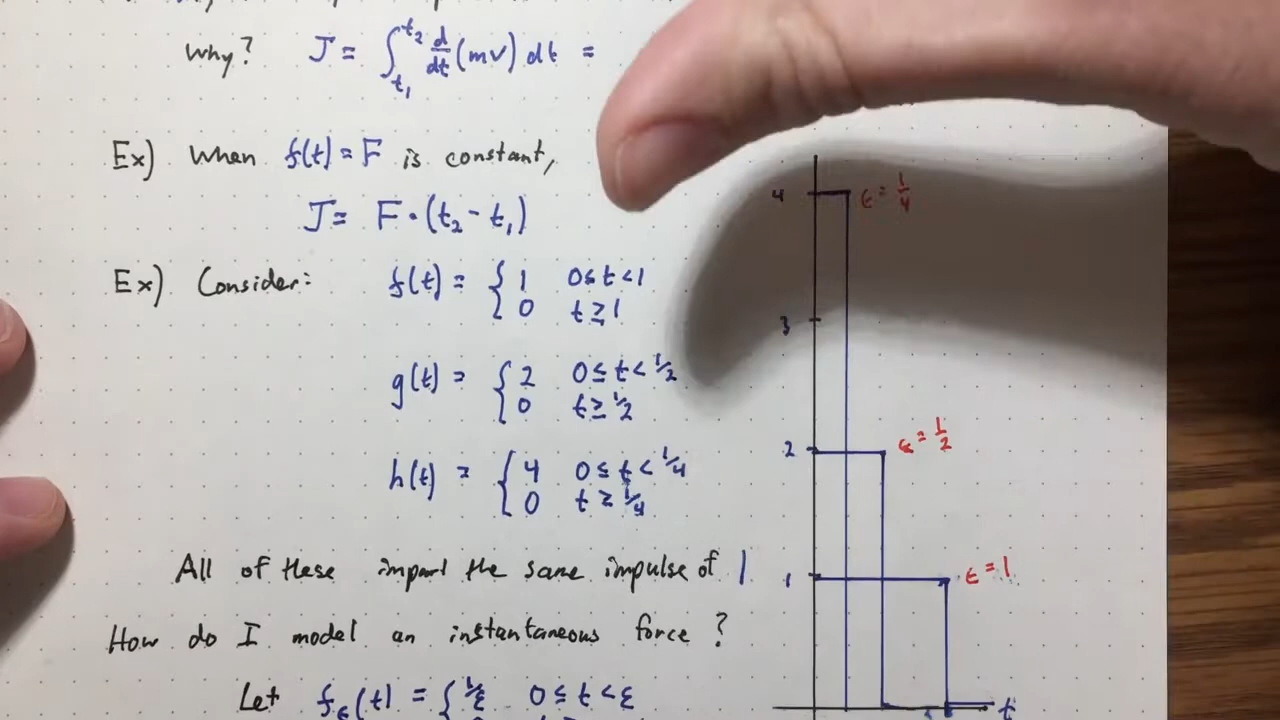 Why? J = ∫_{t₁}^{t₂} d/dt (mv) dt =
Ex) When f(t) = F is constant,
J = F · (t₂ - t₁)
Ex) Consider: f(t) = { 1 0 ≤ t < 1
0 t ≥ 1
g(t) = { 2 0 ≤ t < 1/2
0 t ≥ 1/2
h(t) = { 4 0 ≤ t < 1/4
0 t ≥ 1/4
All of these impart the same impulse of 1
How do I model an instantaneous force?
Let f_ε(t) = { 1/ε 0 ≤ t < ε
4 ε = 1/4
3
2 ε = 1/2
1 ε = 1
t